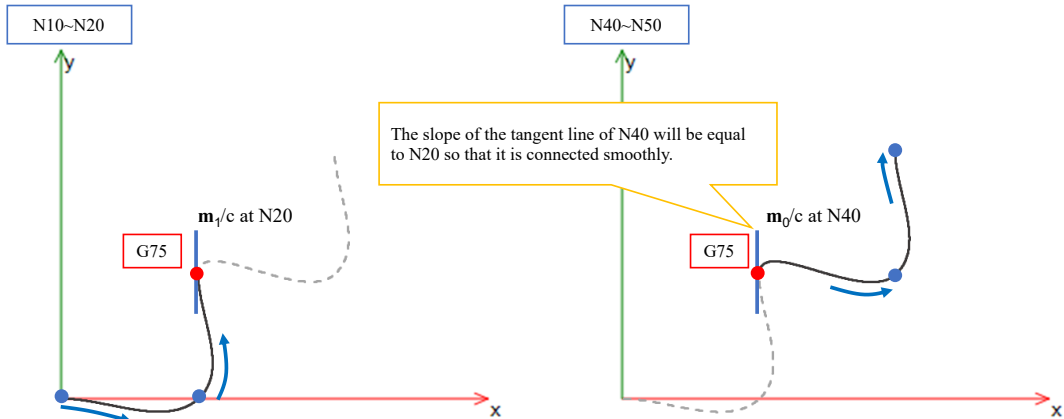 N10~N20
y
m₁/c at N20
G75
x
N40~N50
y
The slope of the tangent line of N40 will be equal
to N20 so that it is connected smoothly.
m₀/c at N40
G75
x